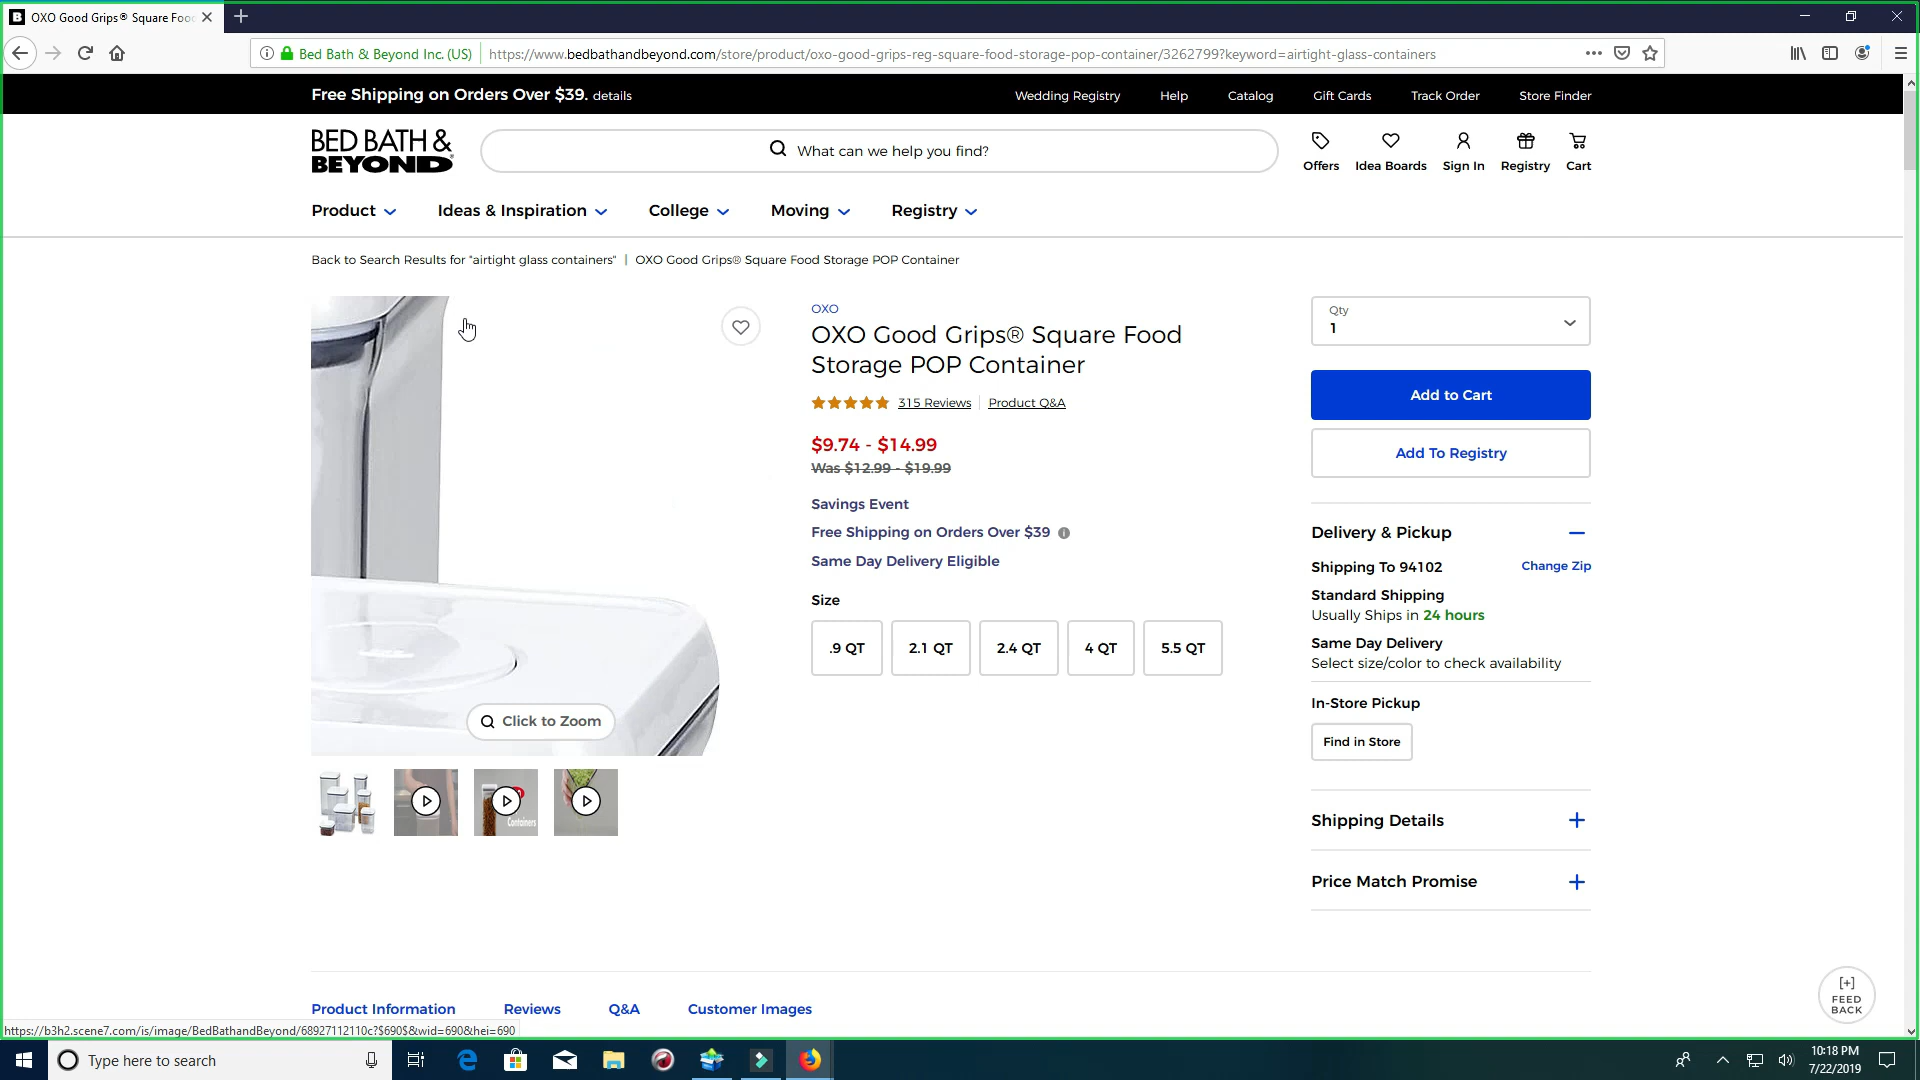 OXO Good Grips® Square Foo
Bed Bath & Beyond Inc. (US)
https://www.bedbathandbeyond.com/store/product/oxo-good-grips-reg-square-food-storage-pop-container/3262799?keyword=airtight-glass-containers
Free Shipping on Orders Over $39. details
Wedding Registry
Help
Catalog
Gift Cards
Track Order
Store Finder
BED BATH &
BEYOND
What can we help you find?
Offers
Idea Boards
Sign In
Registry
Cart
Product
Ideas & Inspiration
College
Moving
Registry
Back to Search Results for "airtight glass containers" | OXO Good Grips® Square Food Storage POP Container
OXO
OXO Good Grips® Square Food
Storage POP Container
315 Reviews
Product Q&A
$9.74 - $14.99
Was $12.99 - $19.99
Savings Event
Free Shipping on Orders Over $39
Same Day Delivery Eligible
Size
.9 QT
2.1 QT
2.4 QT
4 QT
5.5 QT
Click to Zoom
Containers
Qty
1
Add to Cart
Add To Registry
Delivery & Pickup
Shipping To 94102
Change Zip
Standard Shipping
Usually Ships in 24 hours
Same Day Delivery
Select size/color to check availability
In-Store Pickup
Find in Store
Shipping Details
Price Match Promise
[+]
FEED
BACK
Product Information
Reviews
Q&A
Customer Images
https://b3h2.scene7.com/is/image/BedBathandBeyond/68927112110c?$690$&wid=690&hei=690
Type here to search
10:18 PM
7/22/2019